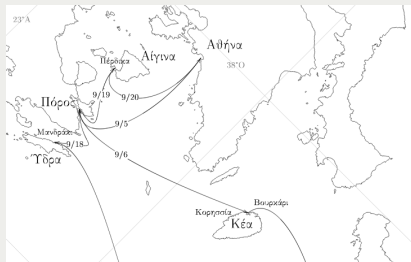 23°A
Αθήνα
Αίγινα
Πέρδικα
38°O
9/19
9/20
Πόρος
9/5
Μανδράκι
9/18
9/6
Ύδρα
Βουρκάρι
Κορησσία
Κέα